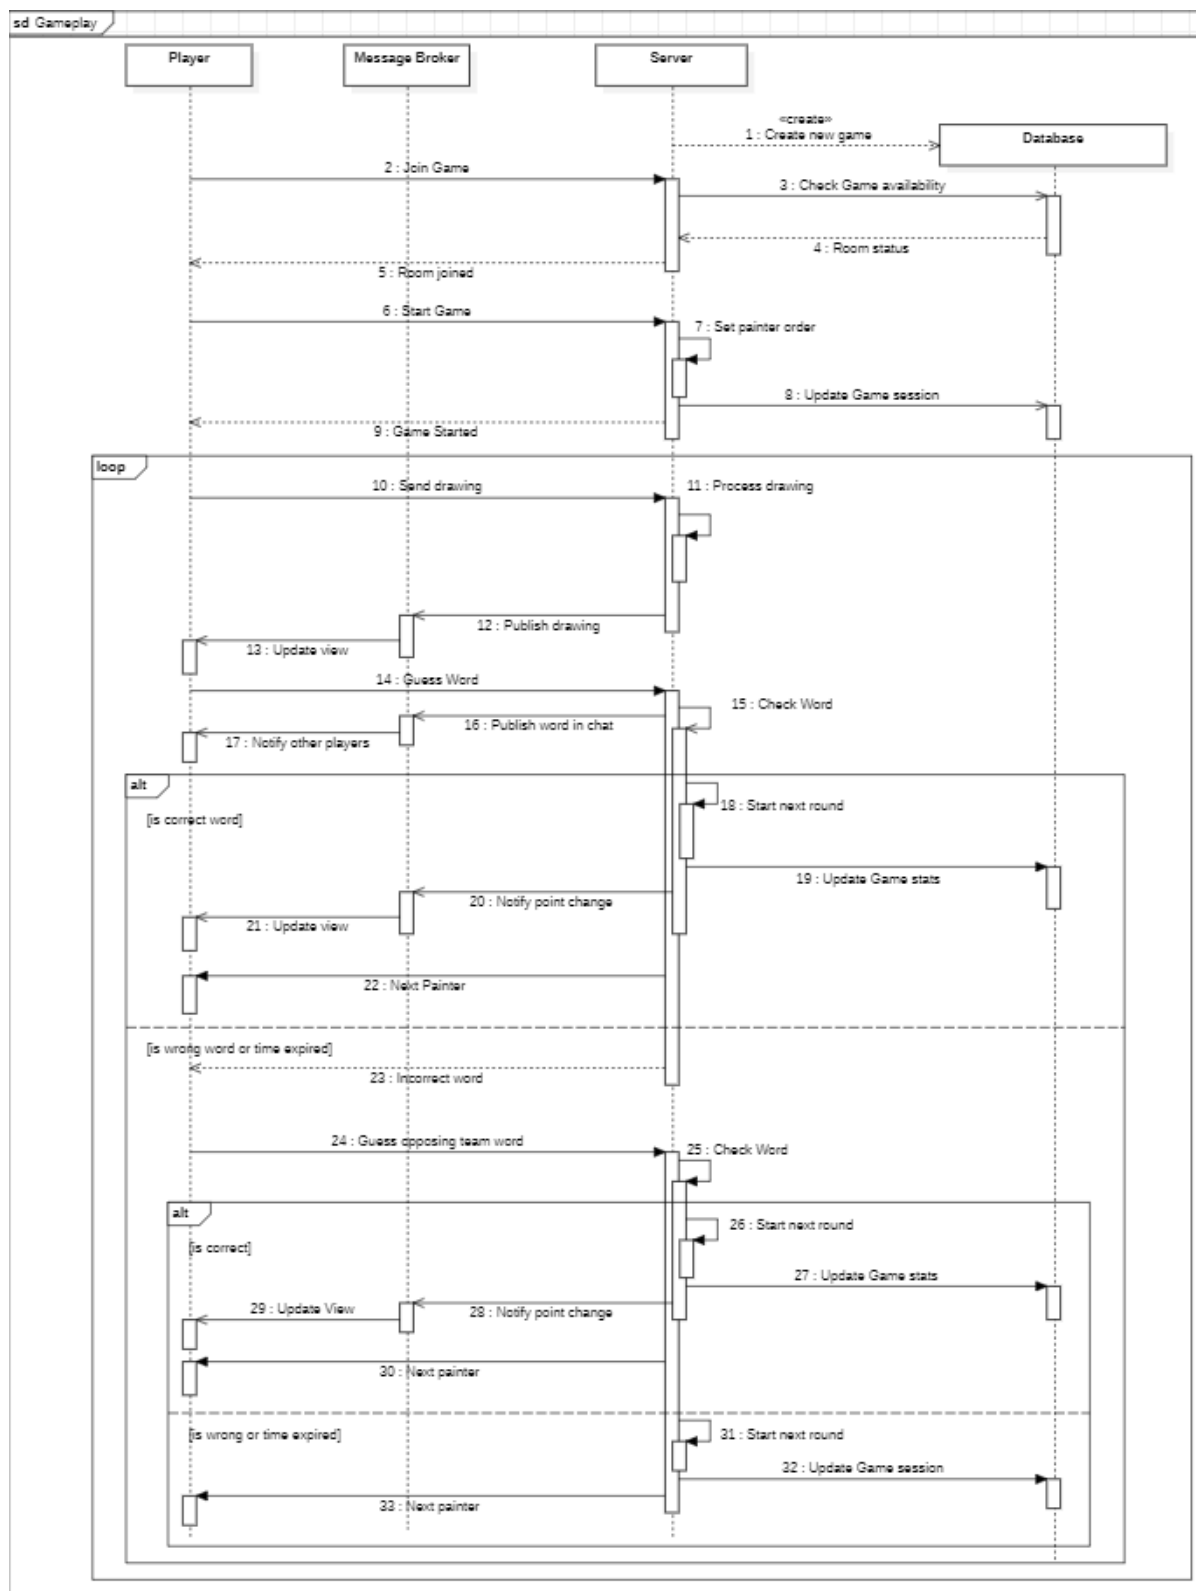 sd Gameplay
Player
Message Broker
Server
«create»
1 : Create new game
Database
2 : Join Game
3 : Check Game availability
4 : Room status
5 : Room joined
6 : Start Game
7 : Set painter order
8 : Update Game session
9 : Game Started
loop
10 : Send drawing
11 : Process drawing
12 : Publish drawing
13 : Update view
14 : Guess Word
15 : Check Word
16 : Publish word in chat
17 : Notify other players
alt
18 : Start next round
[is correct word]
19 : Update Game stats
20 : Notify point change
21 : Update view
22 : Next Painter
[is wrong word or time expired]
23 : Incorrect word
24 : Guess opposing team word
25 : Check Word
alt
26 : Start next round
[is correct]
27 : Update Game stats
28 : Notify point change
29 : Update View
30 : Next painter
[is wrong or time expired]
31 : Start next round
32 : Update Game session
33 : Next painter